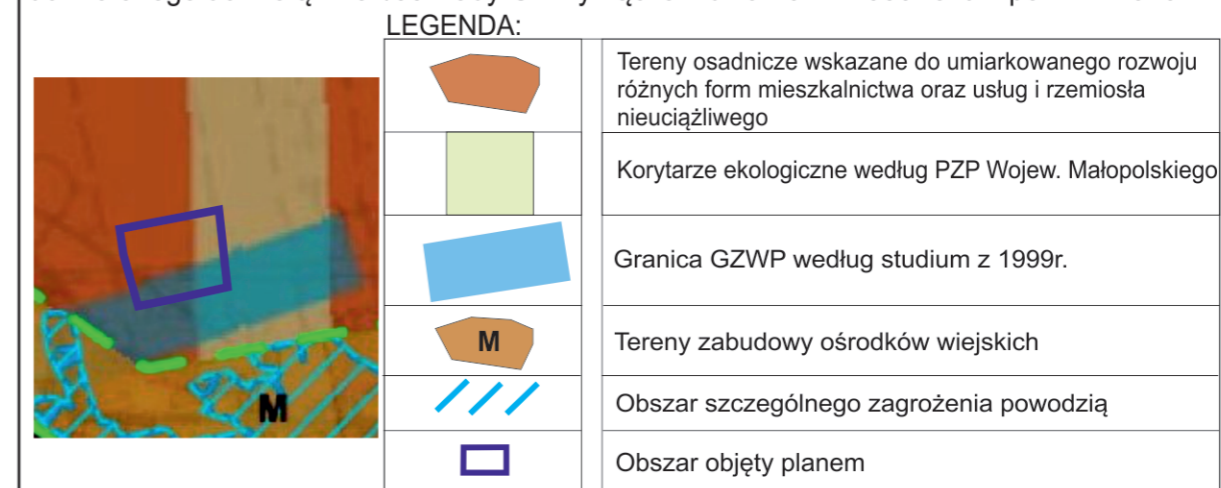 LEGENDA:
Tereny osadnicze wskazane do umiarkowanego rozwoju
różnych form mieszkalnictwa oraz usług i rzemiosła
nieuciążliwego
Korytarze ekologiczne według PZP Wojew. Małopolskiego
Granica GZWP według studium z 1999r.
M
Tereny zabudowy ośrodków wiejskich
Obszar szczególnego zagrożenia powodzią
M
Obszar objęty planem